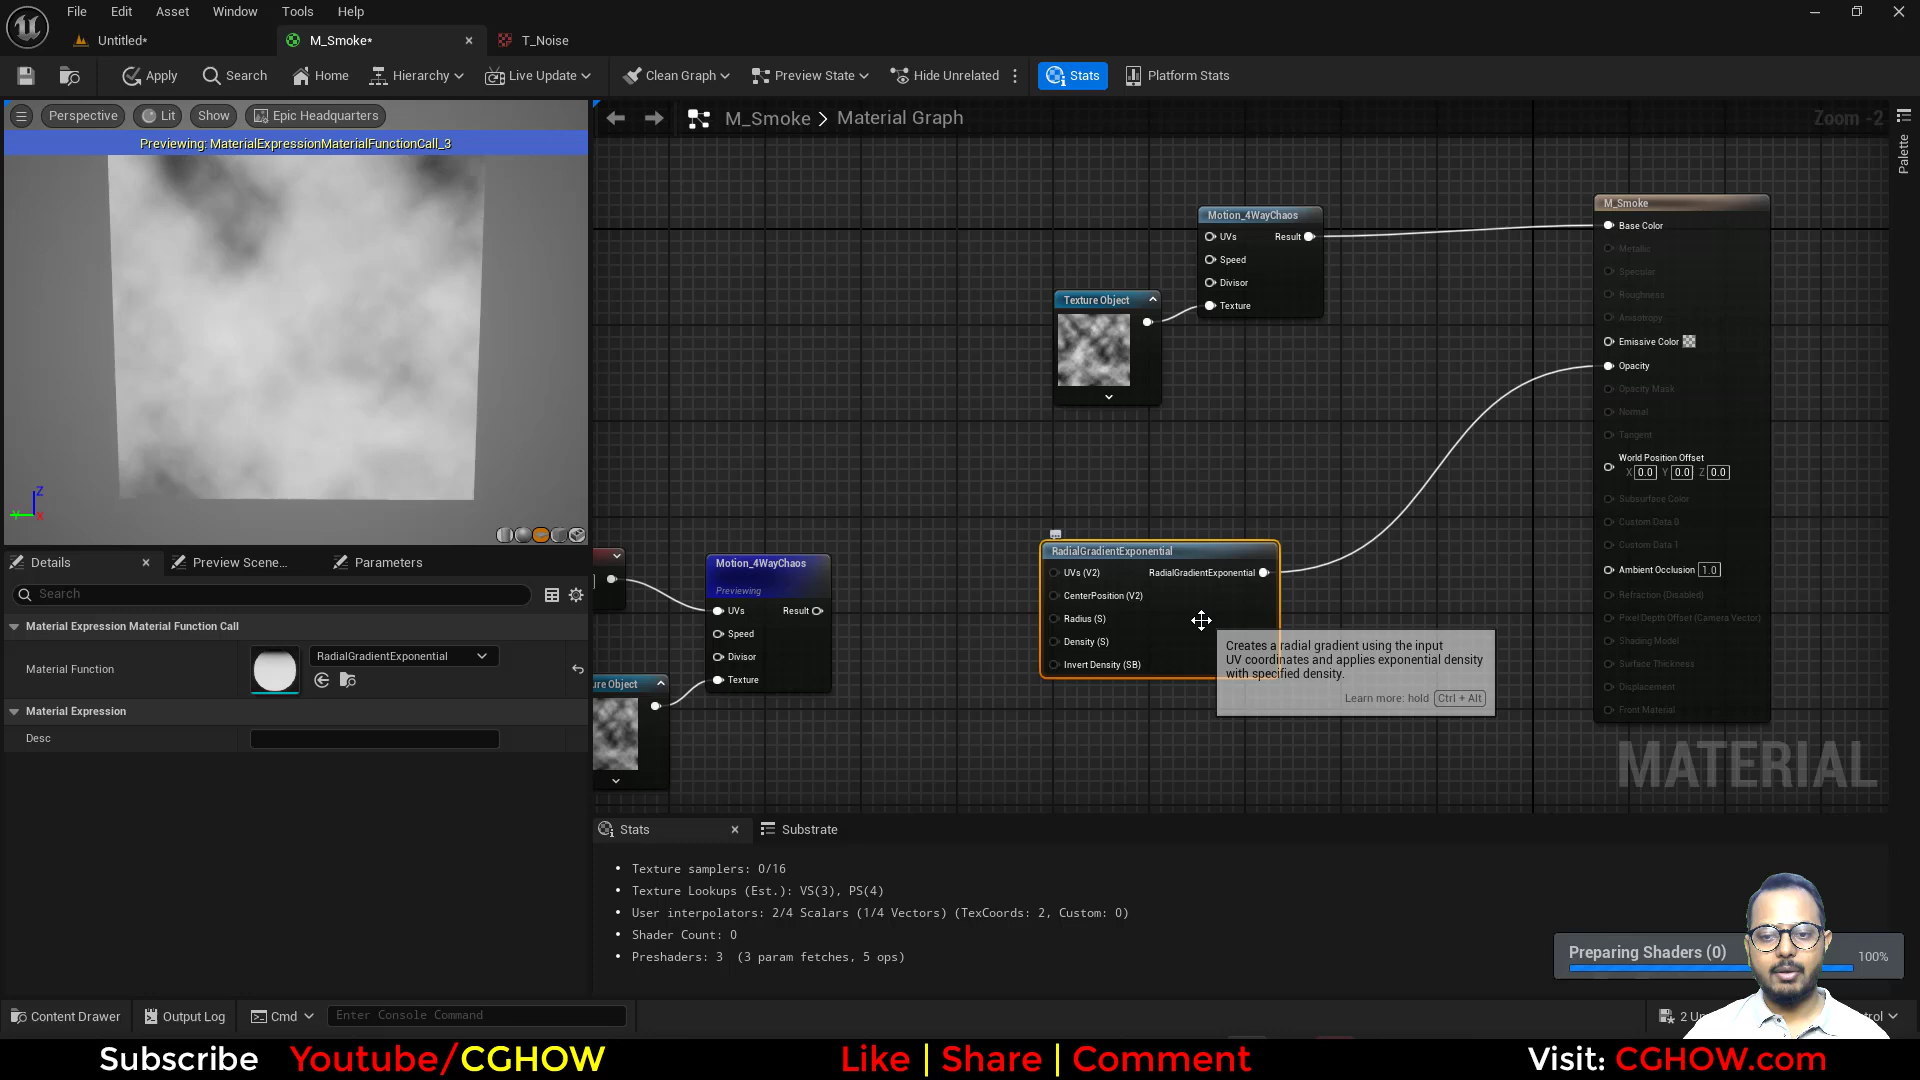 File Edit Asset Window Tools Help
Untitled*
M_Smoke*
T_Noise
Apply
Search
Home
Hierarchy
Live Update
Clean Graph
Preview State
Hide Unrelated
Stats
Platform Stats
Perspective
Lit
Show
Epic Headquarters
Previewing: MaterialExpressionMaterialFunctionCall_3
M_Smoke > Material Graph
Zoom -2
Palette
Z
Y
X
Motion_4WayChaos
UVs Result
Speed
Divisor
Texture
Texture Object
M_Smoke
Base Color
Metallic
Specular
Roughness
Anisotropy
Emissive Color
Opacity
Opacity Mask
Normal
Tangent
World Position Offset
X 0.0 Y 0.0 Z 0.0
Subsurface Color
Custom Data 0
Custom Data 1
Ambient Occlusion 1.0
Refraction (Disabled)
Pixel Depth Offset (Camera Vector)
Shading Model
Surface Thickness
Displacement
Front Material
Motion_4WayChaos
Previewing
UVs Result
Speed
Divisor
Texture
ure Object
RadialGradientExponential
UVs (V2) RadialGradientExponential
CenterPosition (V2)
Radius (S)
Density (S)
Invert Density (SB)
Creates a radial gradient using the input
UV coordinates and applies exponential density
with specified density.
Learn more: hold Ctrl + Alt
MATERIAL
Details
Preview Scene...
Parameters
Search
Material Expression Material Function Call
Material Function
RadialGradientExponential
Material Expression
Desc
Stats
Substrate
• Texture samplers: 0/16
• Texture Lookups (Est.): VS(3), PS(4)
• User interpolators: 2/4 Scalars (1/4 Vectors) (TexCoords: 2, Custom: 0)
• Shader Count: 0
• Preshaders: 3 (3 param fetches, 5 ops)
Preparing Shaders (0)
100%
Content Drawer
Output Log
Cmd
Enter Console Command
2 Un
rol
Subscribe Youtube/CGHOW
Like | Share | Comment
Visit: CGHOW.com